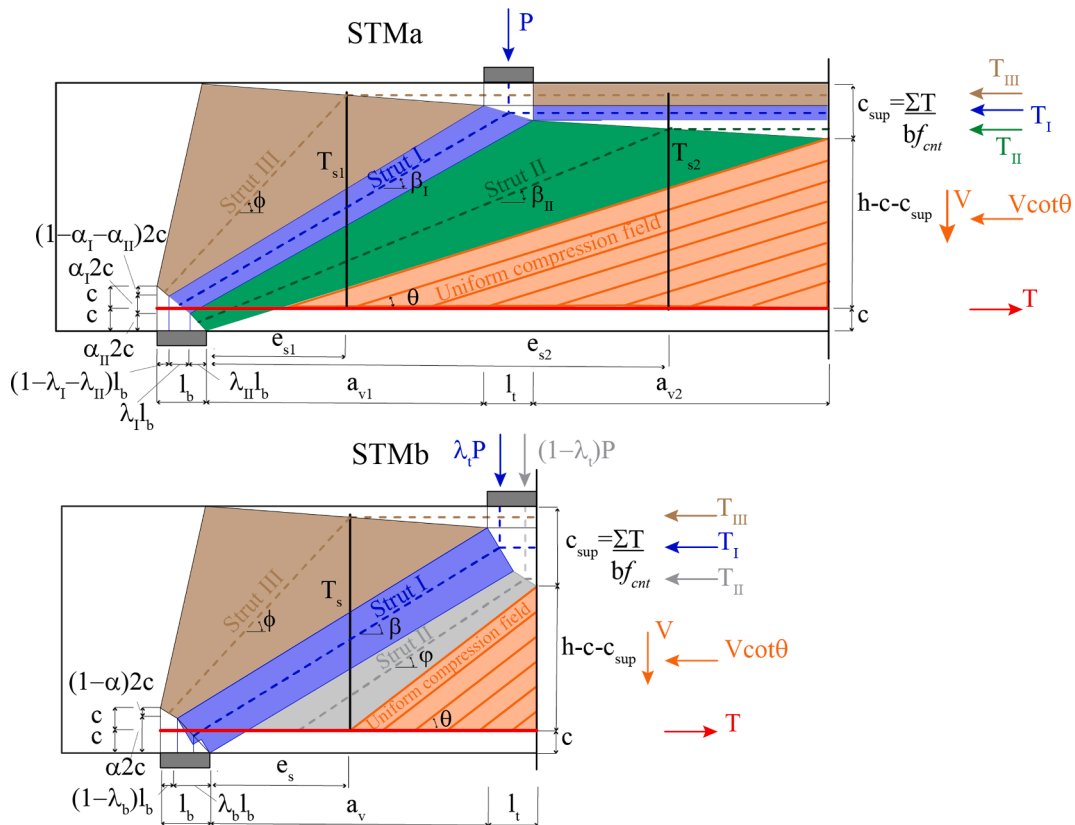 STMa
P
T_III
c_sup=ΣT/bf_cnt
T_I
T_II
Strut III
T_s1
Strut I
β_I
Strut II
T_s2
β_II
ϕ
h-c-c_sup
V
Vcotθ
(1−α_I−α_II)2c
α_I2c
c
c
α_II2c
Uniform compression field
θ
T
c
e_s1
e_s2
(1−λ_I−λ_II)l_b
l_b
λ_IIl_b
a_v1
l_t
a_v2
λ_Il_b
STMb
λ_tP
(1−λ_t)P
T_III
c_sup=ΣT/bf_cnt
T_I
T_II
Strut III
T_s
Strut I
ϕ
β
Strut II
φ
h-c-c_sup
V
Vcotθ
(1−α)2c
c
c
α2c
Uniform compression field
θ
T
c
e_s
(1−λ_b)l_b
l_b
λ_bl_b
a_v
l_t